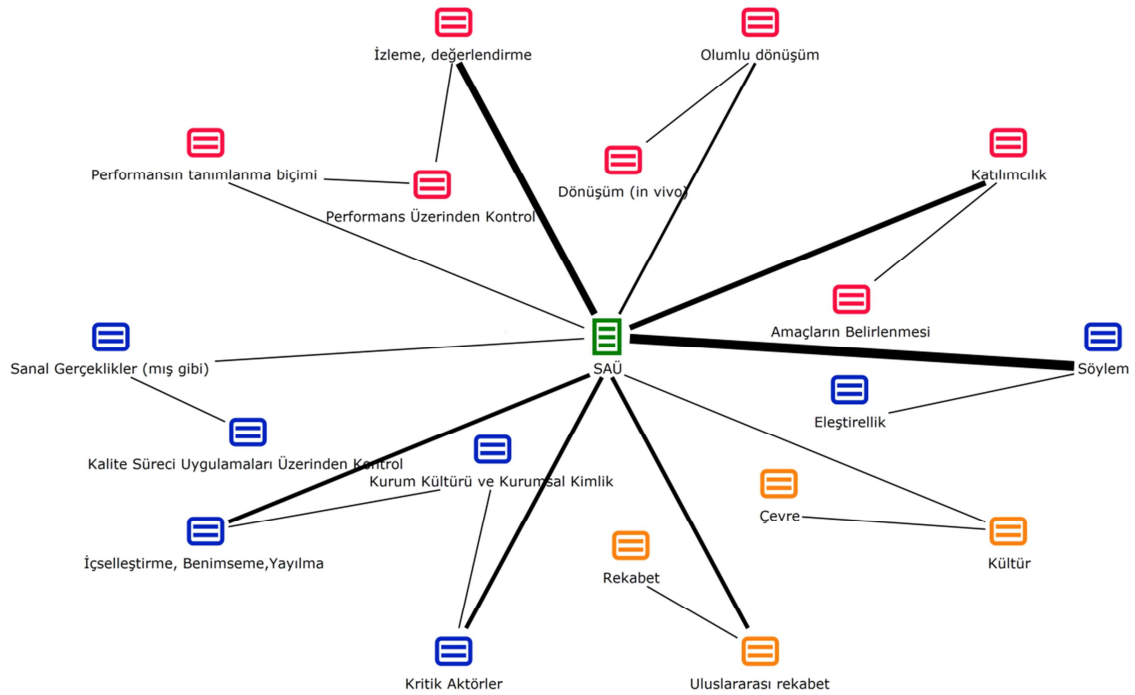 İzleme, değerlendirme
Olumlu dönüşüm
Performansın tanımlanma biçimi
Performans Üzerinden Kontrol
Dönüşüm (in vivo)
Katılımcılık
Amaçların Belirlenmesi
Sanal Gerçeklikler (mış gibi)
SAÜ
Söylem
Eleştirellik
Kalite Süreci Uygulamaları Üzerinden Kontrol
Kurum Kültürü ve Kurumsal Kimlik
Çevre
İçselleştirme, Benimseme,Yayılma
Rekabet
Kültür
Kritik Aktörler
Uluslararası rekabet